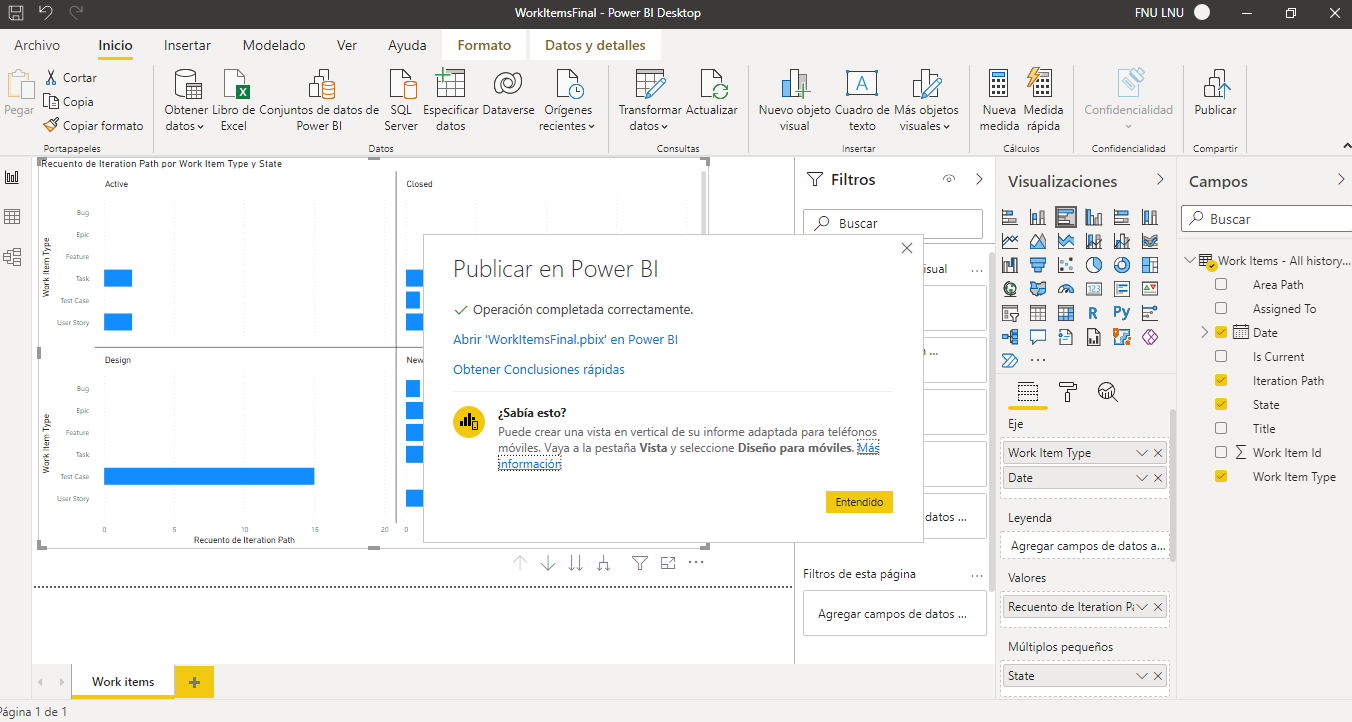 WorkItemsFinal - Power BI Desktop
FNU LNU
Archivo
Inicio
Insertar
Modelado
Ver
Ayuda
Formato
Datos y detalles
Pegar
Cortar
Copia
Copiar formato
Portapapeles
Obtener
datos
Libro de
Excel
Conjuntos de datos de
Power BI
SQL
Server
Especificar
datos
Dataverse
Orígenes
recientes
Datos
Transformar
datos
Actualizar
Consultas
Nuevo objeto
visual
Cuadro de
texto
Más objetos
visuales
Insertar
Nueva
medida
Medida
rápida
Cálculos
Confidencialidad
Confidencialidad
Publicar
Compartir
Recuento de Iteration Path por Work Item Type y State
Active
Closed
Work Item Type
Bug
Epic
Feature
Task
Test Case
User Story
Design
New
Work Item Type
Bug
Epic
Feature
Task
Test Case
User Story
0
5
10
15
20
0
Recuento de Iteration Path
Publicar en Power BI
Operación completada correctamente.
Abrir 'WorkItemsFinal.pbix' en Power BI
Obtener Conclusiones rápidas
¿Sabía esto?
Puede crear una vista en vertical de su informe adaptada para teléfonos
móviles. Vaya a la pestaña Vista y seleccione Diseño para móviles. Más
información
Entendido
Filtros
Buscar
isual
...
...
datos ...
Filtros de esta página
...
Agregar campos de datos ...
Visualizaciones
R
Py
123
A
...
Eje
Work Item Type
Date
Leyenda
Agregar campos de datos a...
Valores
Recuento de Iteration Pa
Múltiplos pequeños
State
Campos
Buscar
Work Items - All history...
Area Path
Assigned To
Date
Is Current
Iteration Path
State
Title
Work Item Id
Work Item Type
Work items
Página 1 de 1